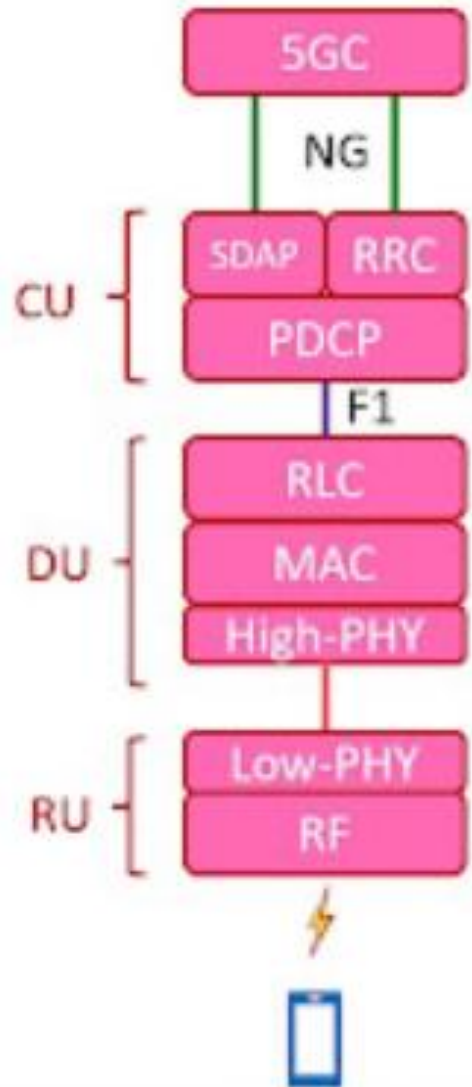 5GC
NG
SDAP RRC
CU
PDCP
F1
RLC
DU
MAC
High-PHY
Low-PHY
RU
RF